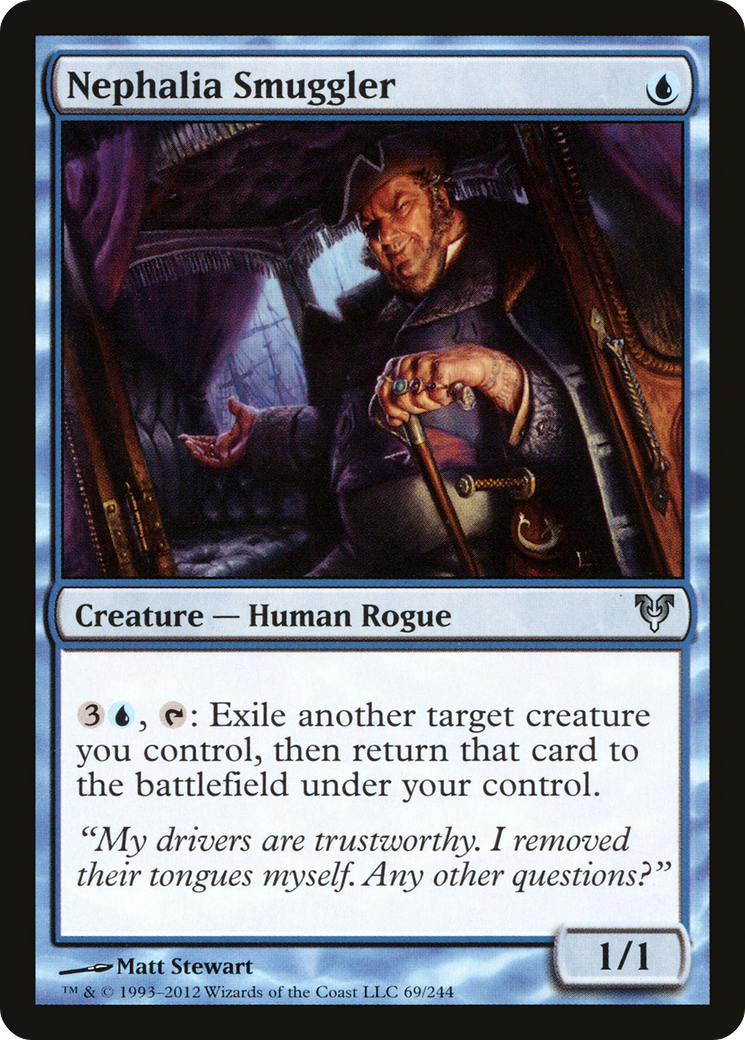 Nephalia Smuggler
Creature — Human Rogue
3 , : Exile another target creature
you control, then return that card to
the battlefield under your control.
“My drivers are trustworthy. I removed
their tongues myself. Any other questions?”
1/1
Matt Stewart
™ & © 1993–2012 Wizards of the Coast LLC 69/244